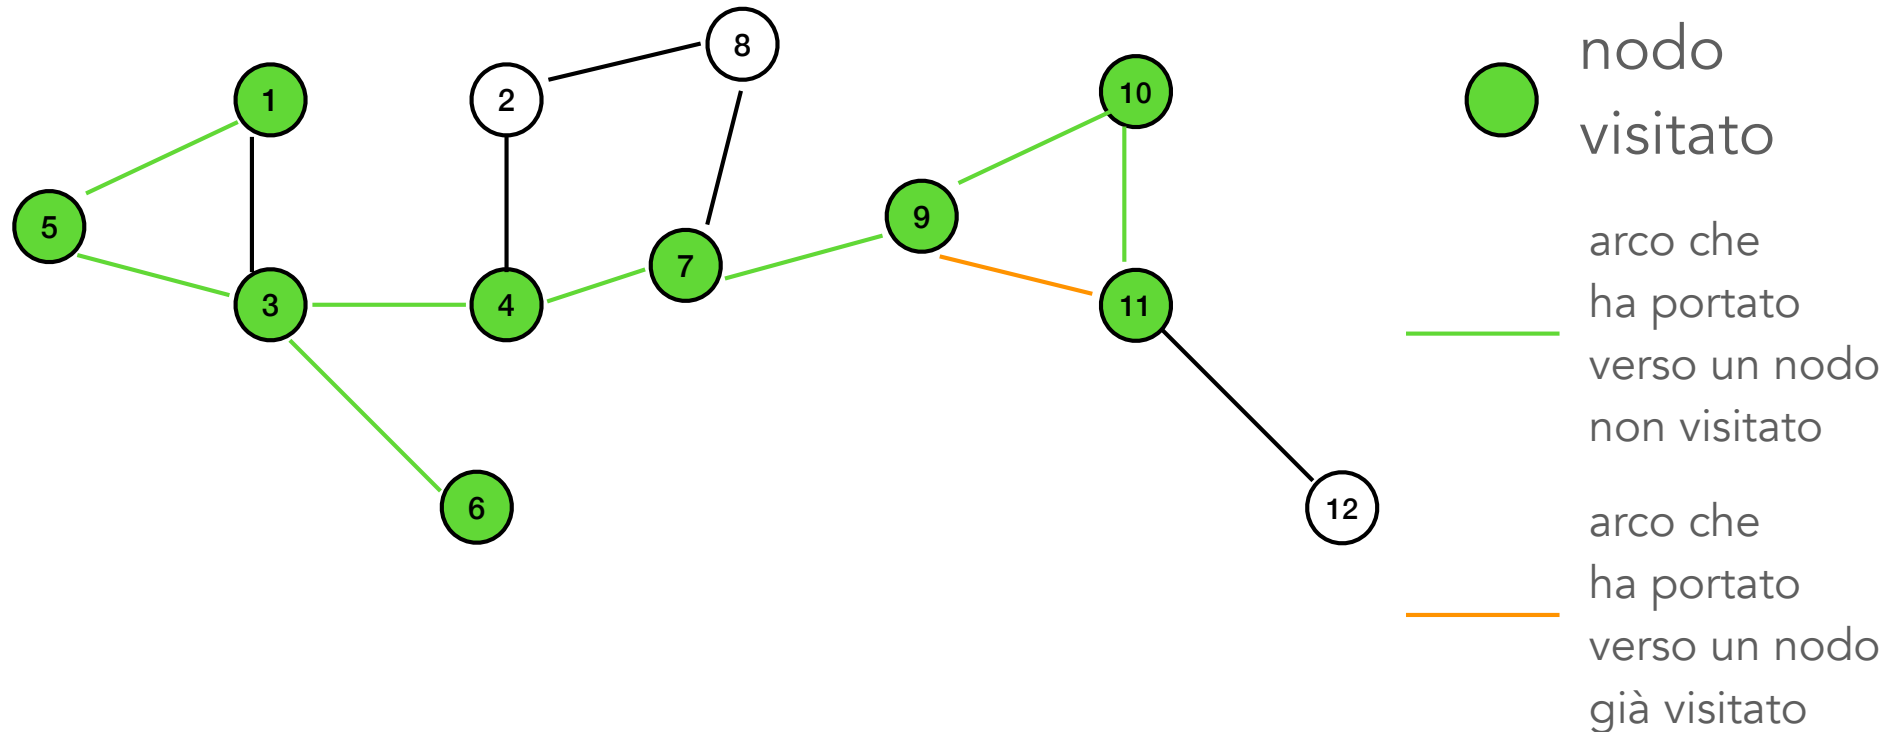 8
1
2
10
5
9
7
3
4
11
6
12
nodo
visitato
arco che
ha portato
verso un nodo
non visitato
arco che
ha portato
verso un nodo
già visitato